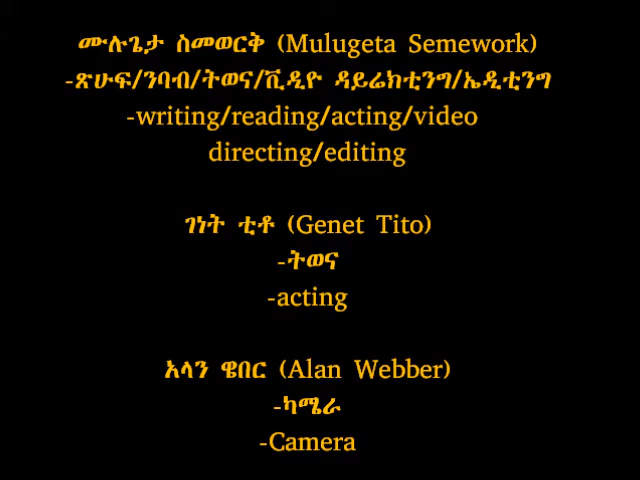 ሙሉጌታ ስመወርቅ (Mulugeta Semework)
-ጽሁፍ/ንባብ/ትወና/ቪዲዮ ዳይሬክቲንግ/ኤዲቲንግ
-writing/reading/acting/video
directing/editing
ገነት ቲቶ (Genet Tito)
-ትወና
-acting
አላን ዌበር (Alan Webber)
-ካሜራ
-Camera